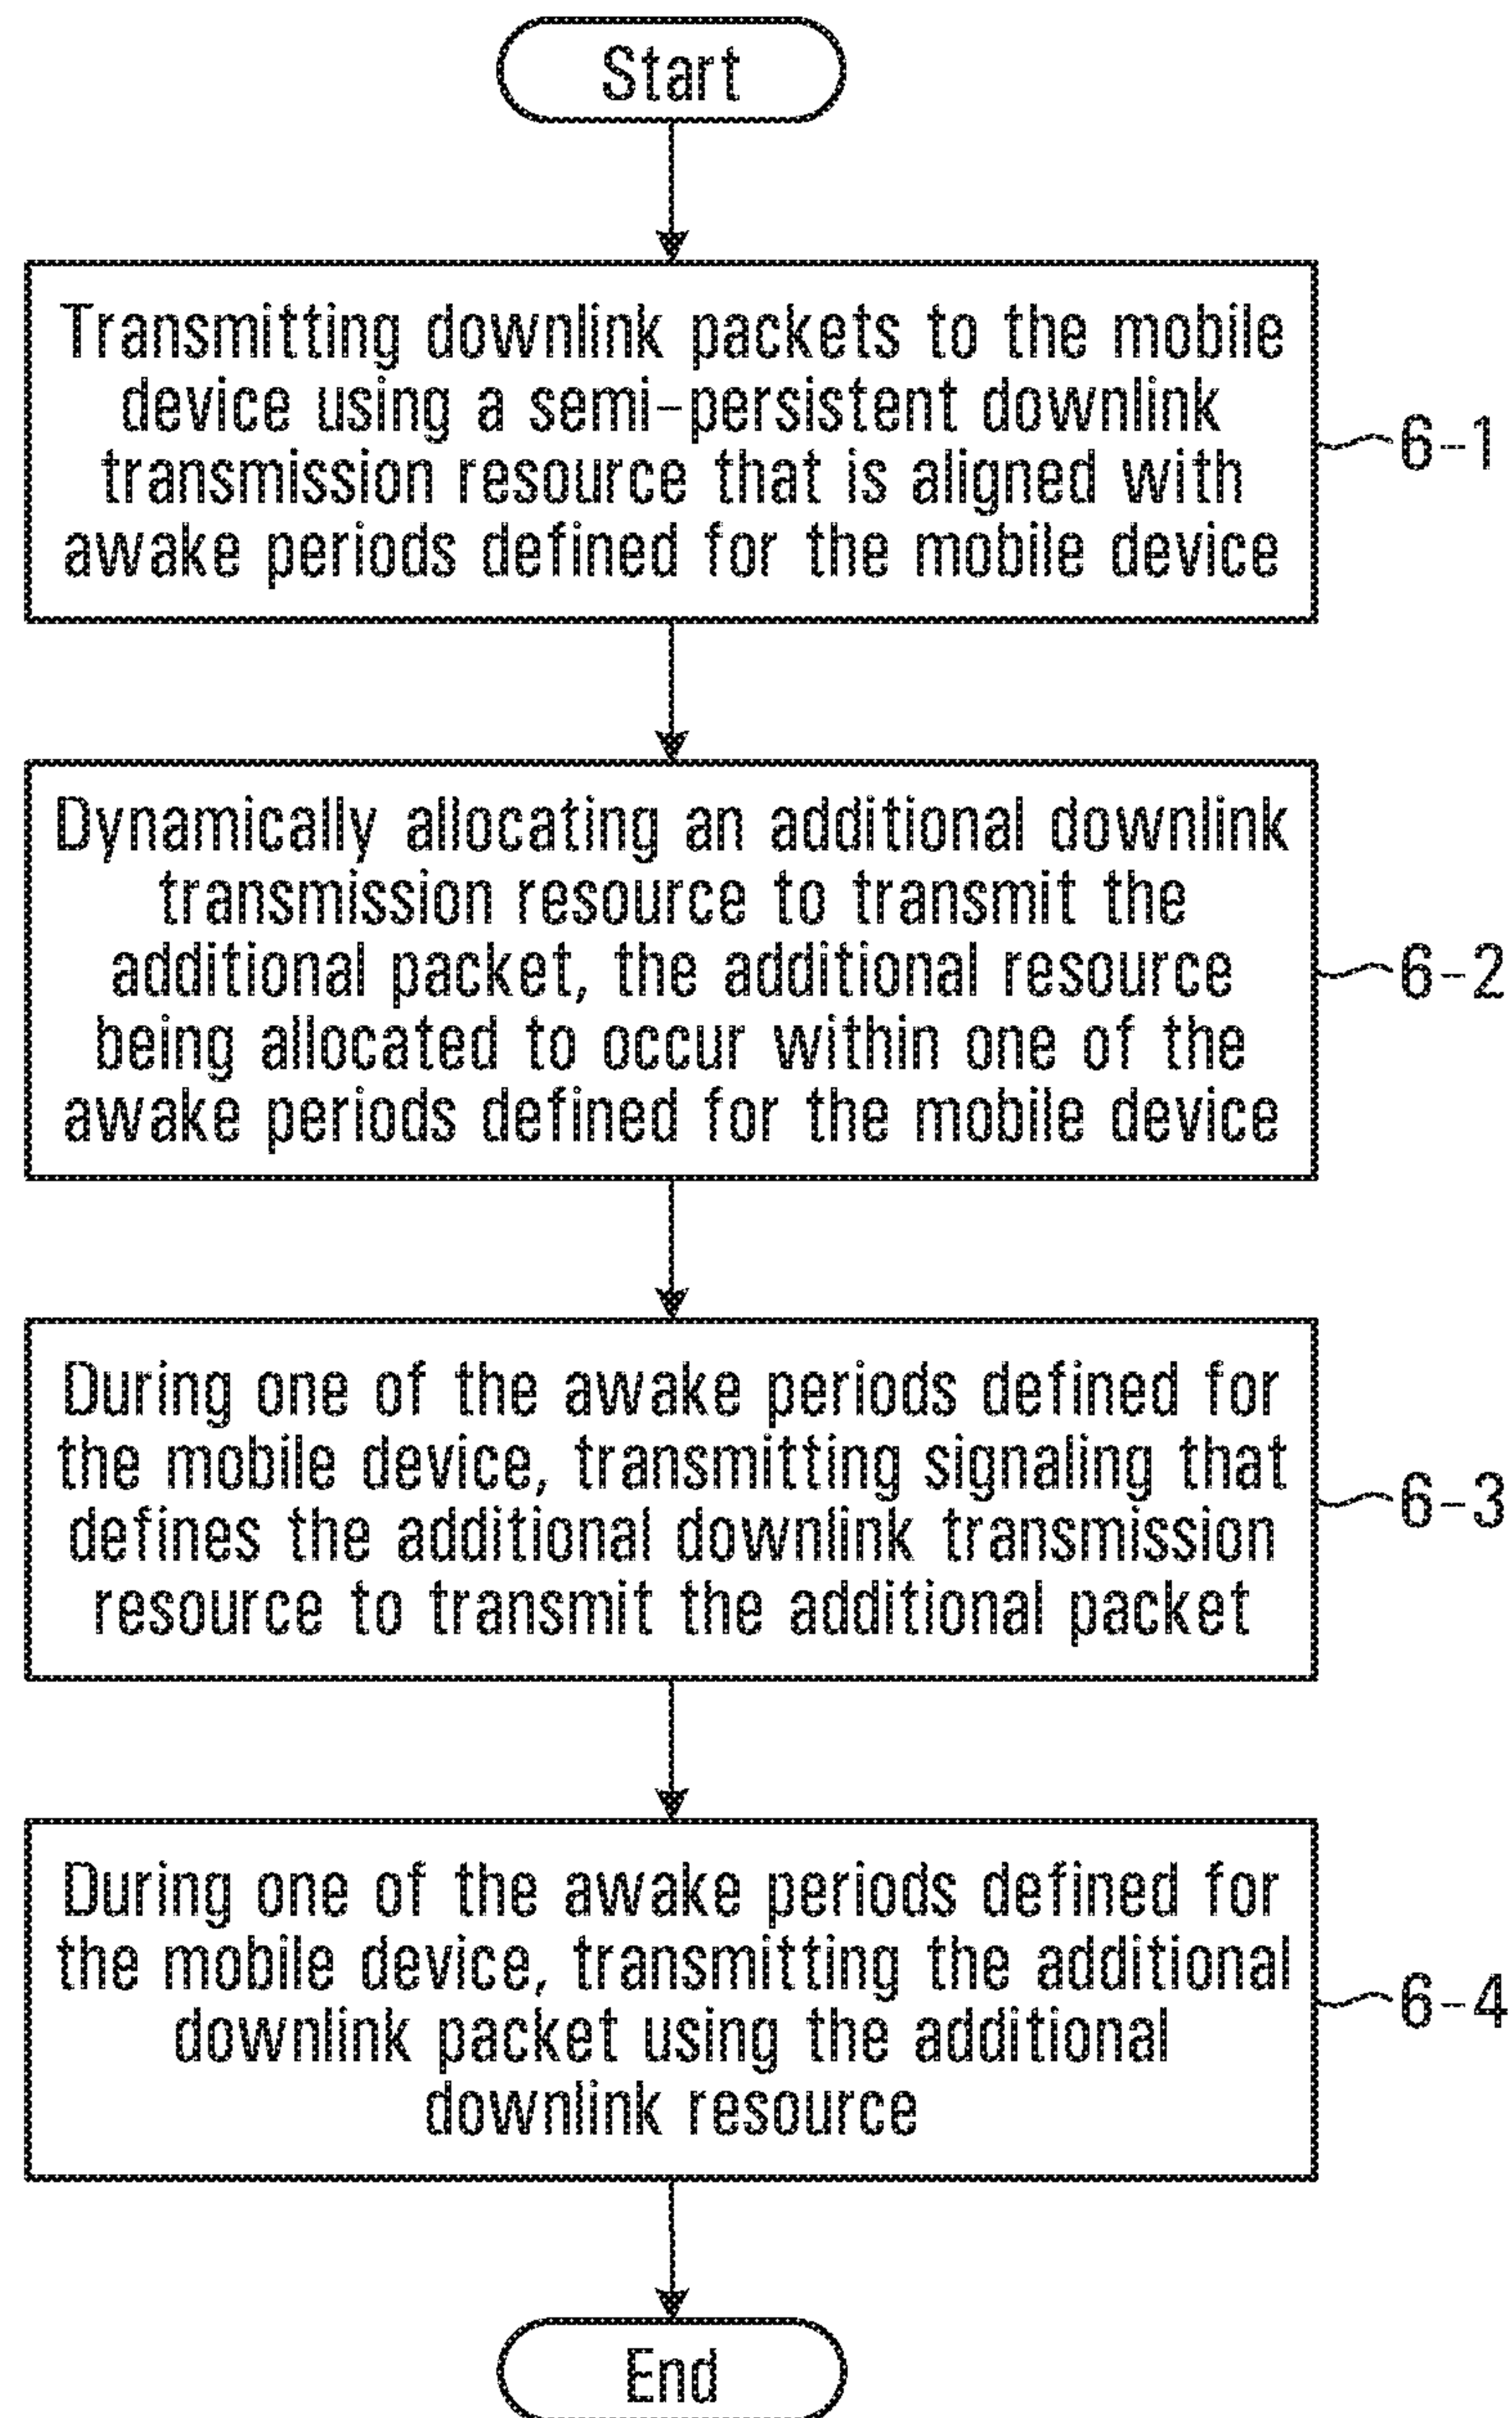 Start
Transmitting downlink packets to the mobile
device using a semi-persistent downlink
transmission resource that is aligned with
awake periods defined for the mobile device
6-1
Dynamically allocating an additional downlink
transmission resource to transmit the
additional packet, the additional resource
being allocated to occur within one of the
awake periods defined for the mobile device
6-2
During one of the awake periods defined for
the mobile device, transmitting signaling that
defines the additional downlink transmission
resource to transmit the additional packet
6-3
During one of the awake periods defined for
the mobile device, transmitting the additional
downlink packet using the additional
downlink resource
6-4
End